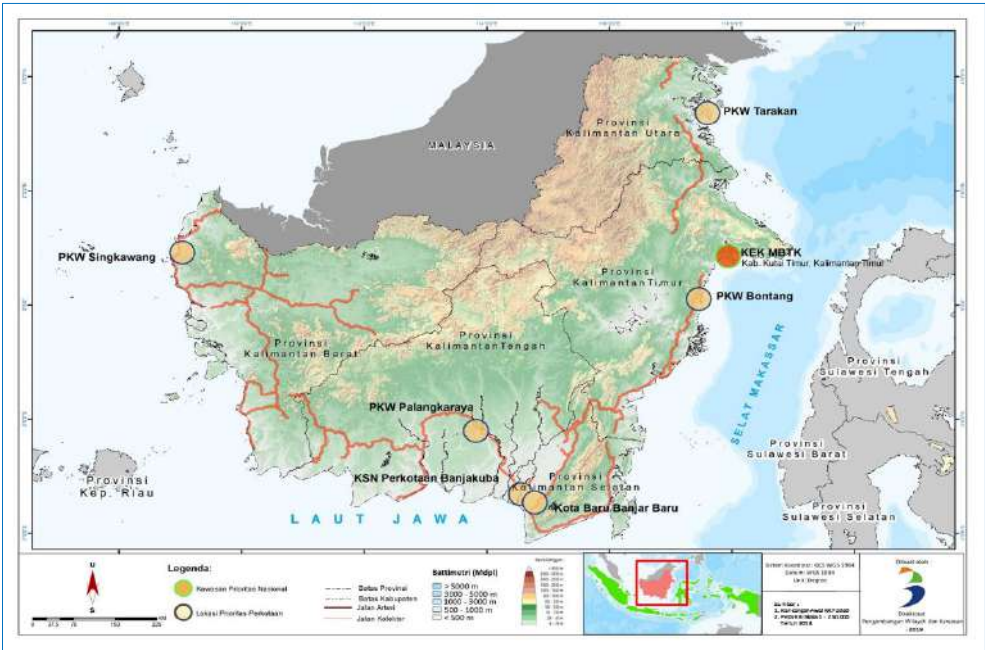 PKW Tarakan
Provinsi
Kalimantan Utara
MALAYSIA
PKW Singkawang
KEK MBTK
Kab. Kutai Timur, Kalimantan Timur
Provinsi
KalimantanTimur
PKW Bontang
Provinsi
Kalimantan Barat
Provinsi
KalimantanTengah
SELAT MAKASSAR
Provinsi
Sulawesi Tengah
PKW Palangkaraya
Provinsi
Sulawesi Barat
KSN Perkotaan Banjakuba
Provinsi
Kalimantan Selatan
Provinsi
Kep. Riau
Kota Baru Banjar Baru
Provinsi
Sulawesi Selatan
LAUT JAWA
U
S
Legenda:
Kawasan Prioritas Nasional
Lokasi Prioritas Perkotaan
Batas Provinsi
Batas Kabupaten
Jalan Arteri
Jalan Kolektor
Batimetri (Mdpl)
> 5000 m
3000 - 5000 m
1000 - 3000 m
500 - 1000 m
< 500 m
Dibuat oleh:
Direktorat
Pengembangan Wilayah dan Kawasan